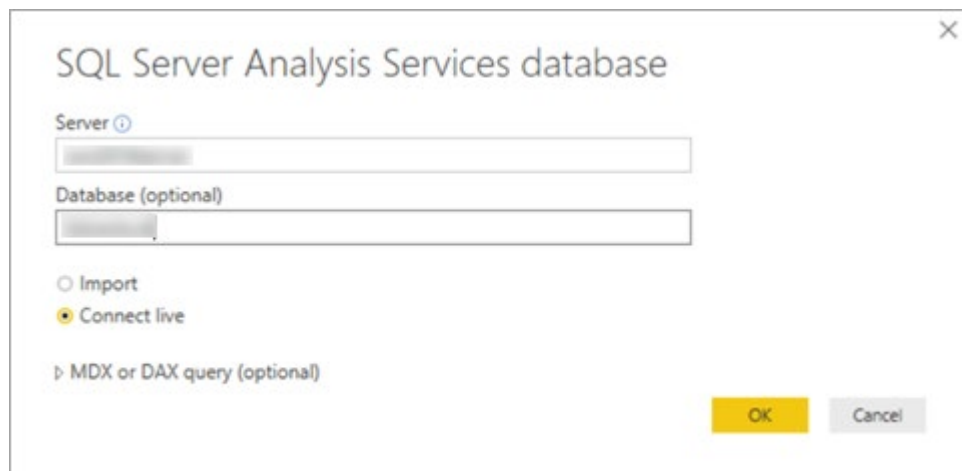 SQL Server Analysis Services database
Server
Database (optional)
Import
Connect live
MDX or DAX query (optional)
OK Cancel